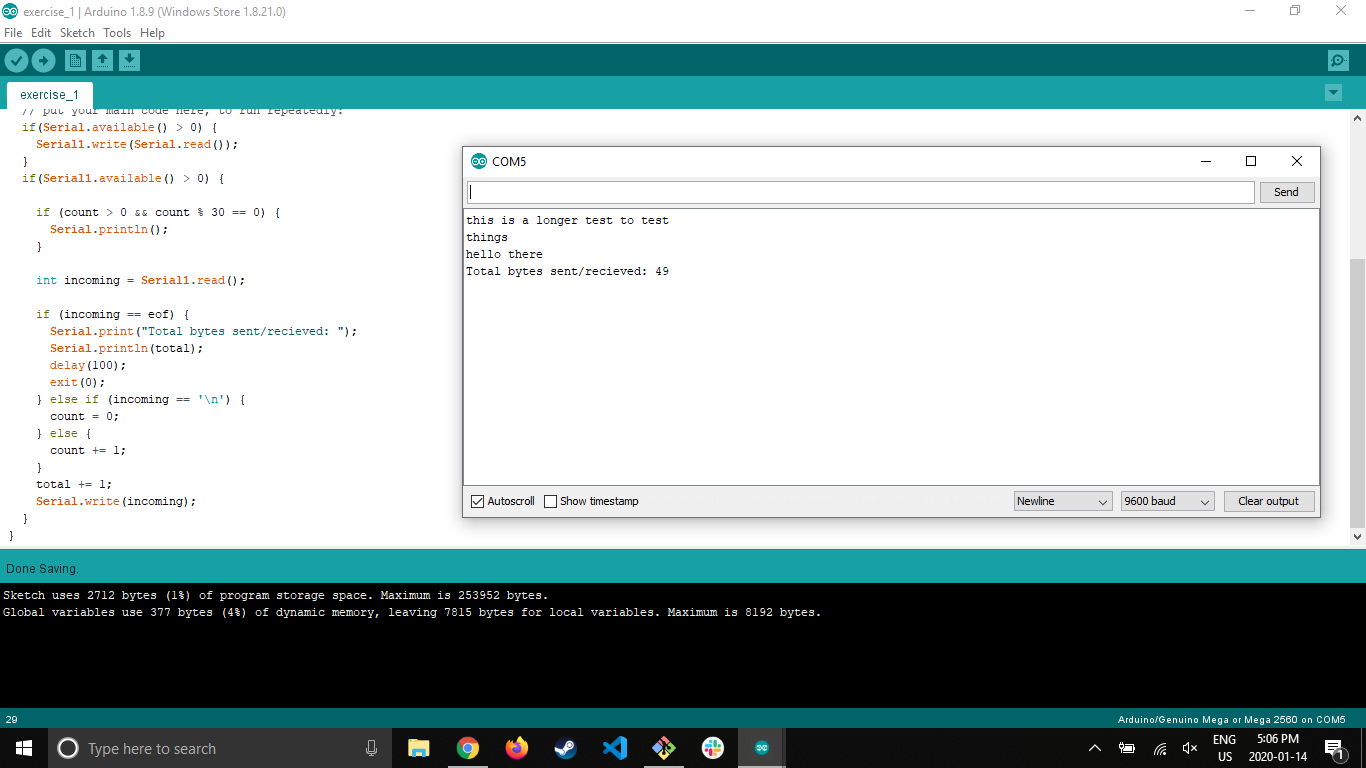 exercise_1 | Arduino 1.8.9 (Windows Store 1.8.21.0)
File Edit Sketch Tools Help
exercise_1
// put your main code here, to run repeatedly:
if(Serial.available() > 0) {
Serial1.write(Serial.read());
}
if(Serial1.available() > 0) {
if (count > 0 && count % 30 == 0) {
Serial.println();
}
int incoming = Serial1.read();
if (incoming == eof) {
Serial.print("Total bytes sent/recieved: ");
Serial.println(total);
delay(100);
exit(0);
} else if (incoming == '\n') {
count = 0;
} else {
count += 1;
}
total += 1;
Serial.write(incoming);
}
}
COM5
Send
this is a longer test to test
things
hello there
Total bytes sent/recieved: 49
Autoscroll Show timestamp Newline 9600 baud Clear output
Done Saving.
Sketch uses 2712 bytes (1%) of program storage space. Maximum is 253952 bytes.
Global variables use 377 bytes (4%) of dynamic memory, leaving 7815 bytes for local variables. Maximum is 8192 bytes.
29 Arduino/Genuino Mega or Mega 2560 on COM5
Type here to search
ENG
US
5:06 PM
2020-01-14
1